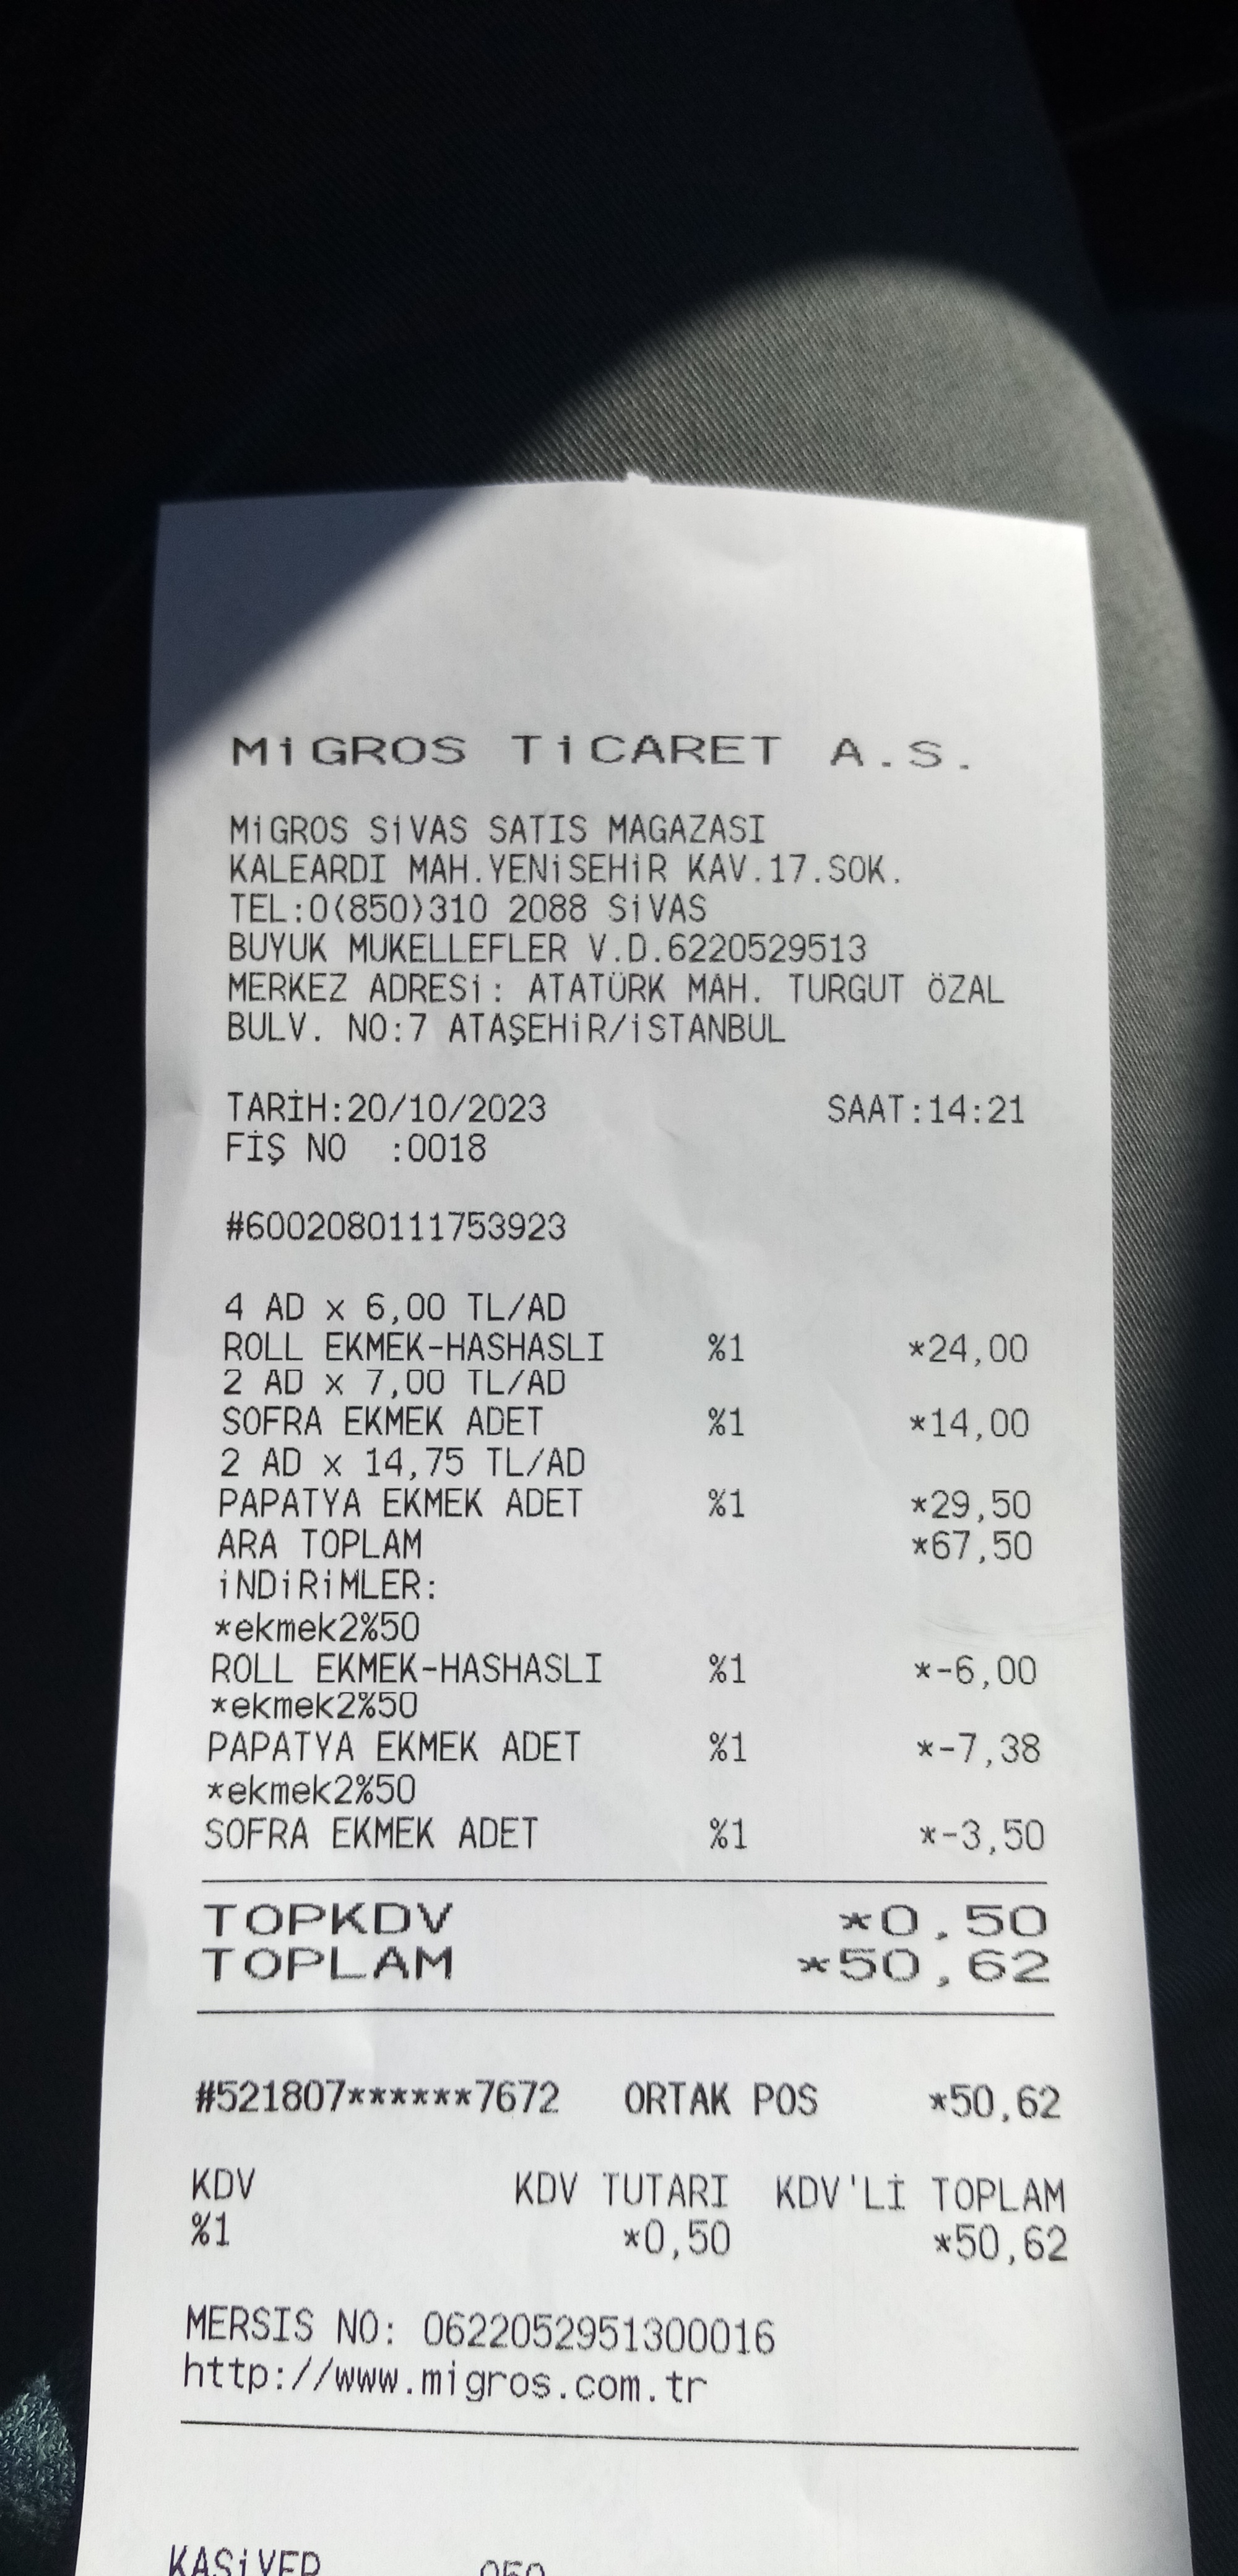 MiGROS TiCARET A.S.
MiGROS SiVAS SATIS MAGAZASI
KALEARDI MAH.YENiSEHiR KAV.17.SOK.
TEL:0(850)310 2088 SiVAS
BUYUK MUKELLEFLER V.D.6220529513
MERKEZ ADRESi: ATATÜRK MAH. TURGUT ÖZAL
BULV. NO:7 ATAŞEHiR/iSTANBUL
TARİH:20/10/2023 SAAT:14:21
FİŞ NO :0018
#6002080111753923
4 AD x 6,00 TL/AD
ROLL EKMEK-HASHASLI %1 *24,00
2 AD x 7,00 TL/AD
SOFRA EKMEK ADET %1 *14,00
2 AD x 14,75 TL/AD
PAPATYA EKMEK ADET %1 *29,50
ARA TOPLAM *67,50
iNDiRiMLER:
*ekmek2%50
ROLL EKMEK-HASHASLI %1 *-6,00
*ekmek2%50
PAPATYA EKMEK ADET %1 *-7,38
*ekmek2%50
SOFRA EKMEK ADET %1 *-3,50
TOPKDV *0,50
TOPLAM *50,62
#521807******7672 ORTAK POS *50,62
KDV KDV TUTARI KDV'Lİ TOPLAM
%1 *0,50 *50,62
MERSIS NO: 0622052951300016
http://www.migros.com.tr
KASiYER